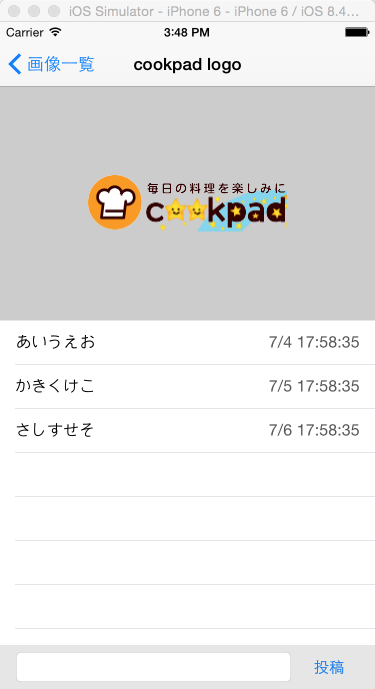 iOS Simulator - iPhone 6 - iPhone 6 / iOS 8.4...
Carrier 3:48 PM
画像一覧 cookpad logo
毎日の料理を楽しみに
cookpad
あいうえお 7/4 17:58:35
かきくけこ 7/5 17:58:35
さしすせそ 7/6 17:58:35
投稿